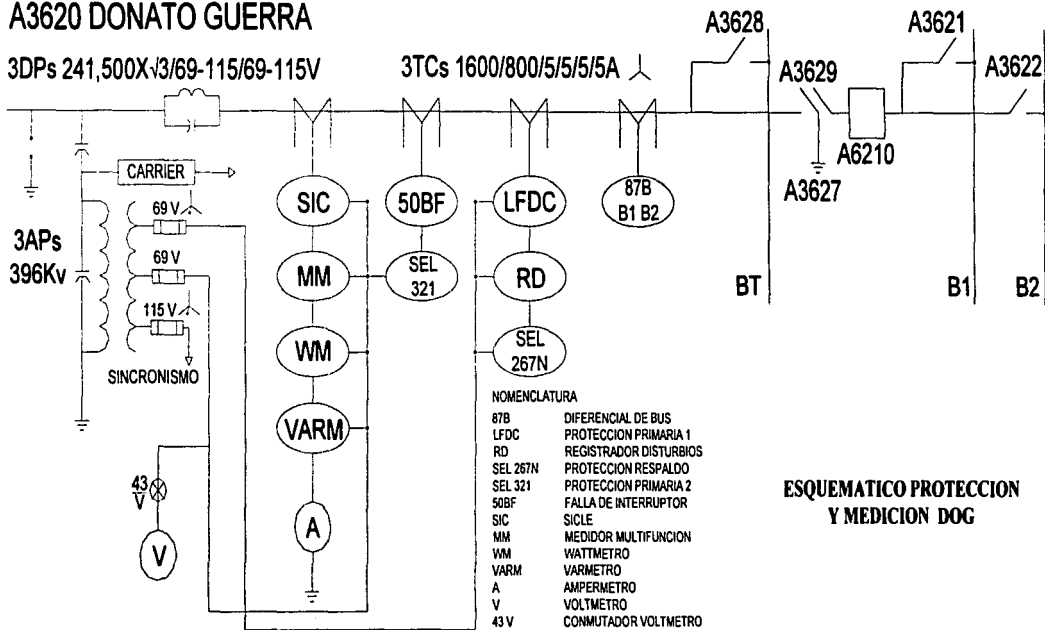 A3620 DONATO GUERRA
3DPs 241,500X√3/69-115/69-115V
3TCs 1600/800/5/5/5/5A
A3628
A3621
A3629
A3622
A6210
A3627
CARRIER
69 V
3APs
396Kv
69 V
115 V
SINCRONISMO
SIC
50BF
LFDC
87B
B1 B2
MM
SEL
321
RD
WM
SEL
267N
VARM
A
43
V
V
BT
B1
B2
NOMENCLATURA
87B DIFERENCIAL DE BUS
LFDC PROTECCION PRIMARIA 1
RD REGISTRADOR DISTURBIOS
SEL 267N PROTECCION RESPALDO
SEL 321 PROTECCION PRIMARIA 2
50BF FALLA DE INTERRUPTOR
SIC SICLE
MM MEDIDOR MULTIFUNCION
WM WATTMETRO
VARM VARMETRO
A AMPERMETRO
V VOLTMETRO
43 V CONMUTADOR VOLTMETRO
ESQUEMATICO PROTECCION
Y MEDICION DOG